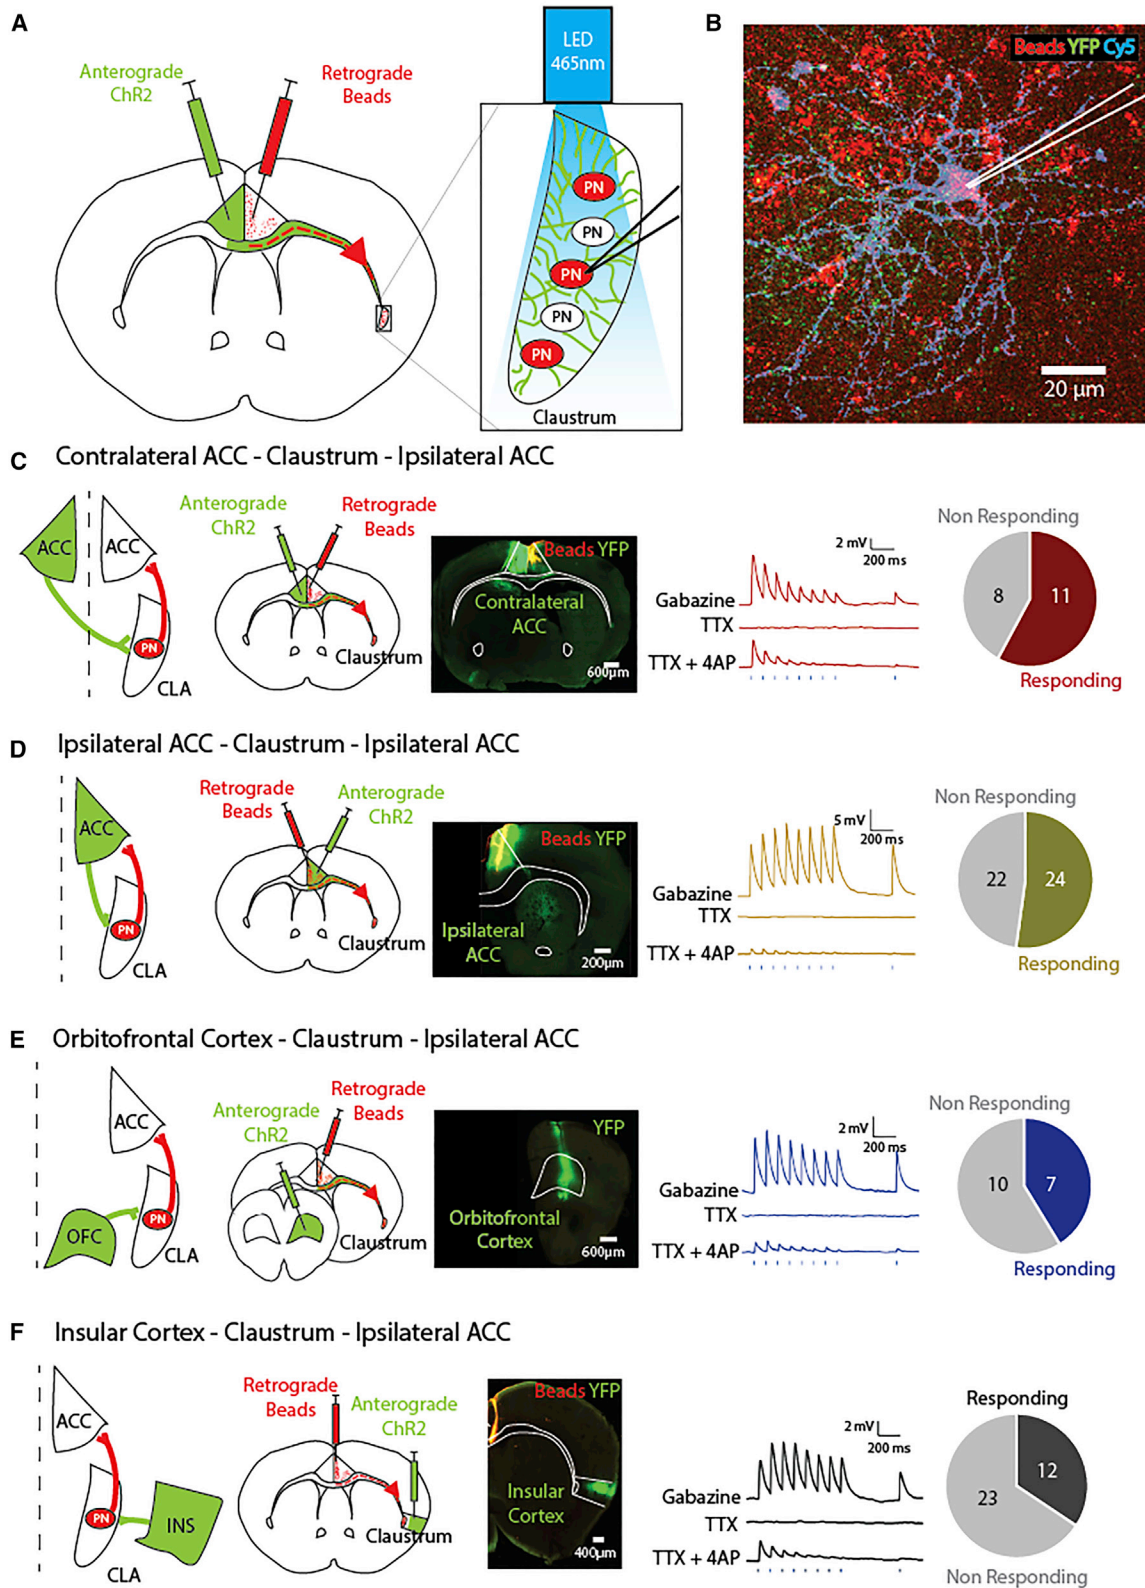 A
Anterograde
ChR2
Retrograde
Beads
LED
465nm
PN
PN
PN
PN
PN
Claustrum
B
Beads YFP Cy5
20 µm
C
Contralateral ACC - Claustrum - Ipsilateral ACC
ACC
ACC
PN
CLA
Anterograde
ChR2
Retrograde
Beads
Claustrum
Beads YFP
Contralateral
ACC
600µm
2 mV
200 ms
Gabazine
TTX
TTX + 4AP
Non Responding
8
11
Responding
D
Ipsilateral ACC - Claustrum - Ipsilateral ACC
ACC
PN
CLA
Retrograde
Beads
Anterograde
ChR2
Claustrum
Beads YFP
Ipsilateral
ACC
200µm
5 mV
200 ms
Gabazine
TTX
TTX + 4AP
Non Responding
22
24
Responding
E
Orbitofrontal Cortex - Claustrum - Ipsilateral ACC
ACC
PN
OFC
CLA
Anterograde
ChR2
Retrograde
Beads
Claustrum
YFP
Orbitofrontal
Cortex
600µm
2 mV
200 ms
Gabazine
TTX
TTX + 4AP
Non Responding
10
7
Responding
F
Insular Cortex - Claustrum - Ipsilateral ACC
ACC
PN
INS
CLA
Retrograde
Beads
Anterograde
ChR2
Claustrum
Beads YFP
Insular
Cortex
400µm
2 mV
200 ms
Gabazine
TTX
TTX + 4AP
Responding
12
23
Non Responding